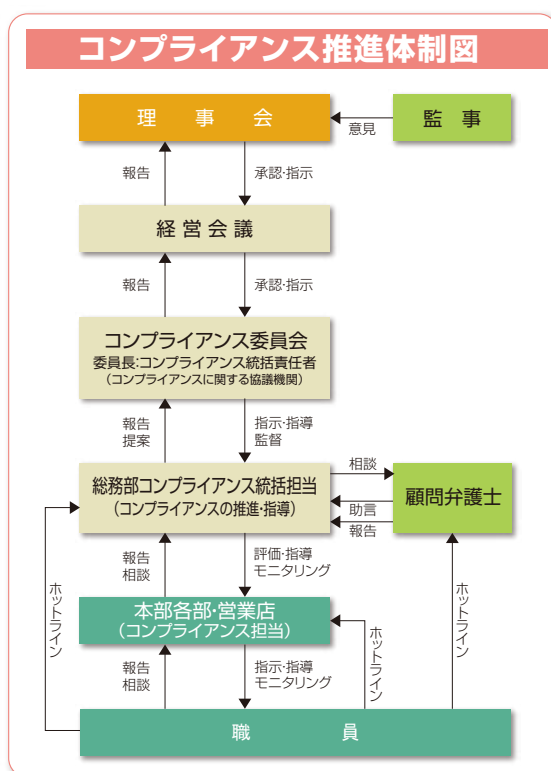 コンプライアンス推進体制図
理事会
監事
意見
報告
承認・指示
経営会議
報告
承認・指示
コンプライアンス委員会
委員長:コンプライアンス統括責任者
(コンプライアンスに関する協議機関)
報告
提案
指示・指導
監督
総務部コンプライアンス統括担当
(コンプライアンスの推進・指導)
相談
助言
報告
顧問弁護士
報告
相談
評価・指導
モニタリング
ホットライン
本部各部・営業店
(コンプライアンス担当)
ホットライン
ホットライン
報告
相談
指示・指導
モニタリング
職員